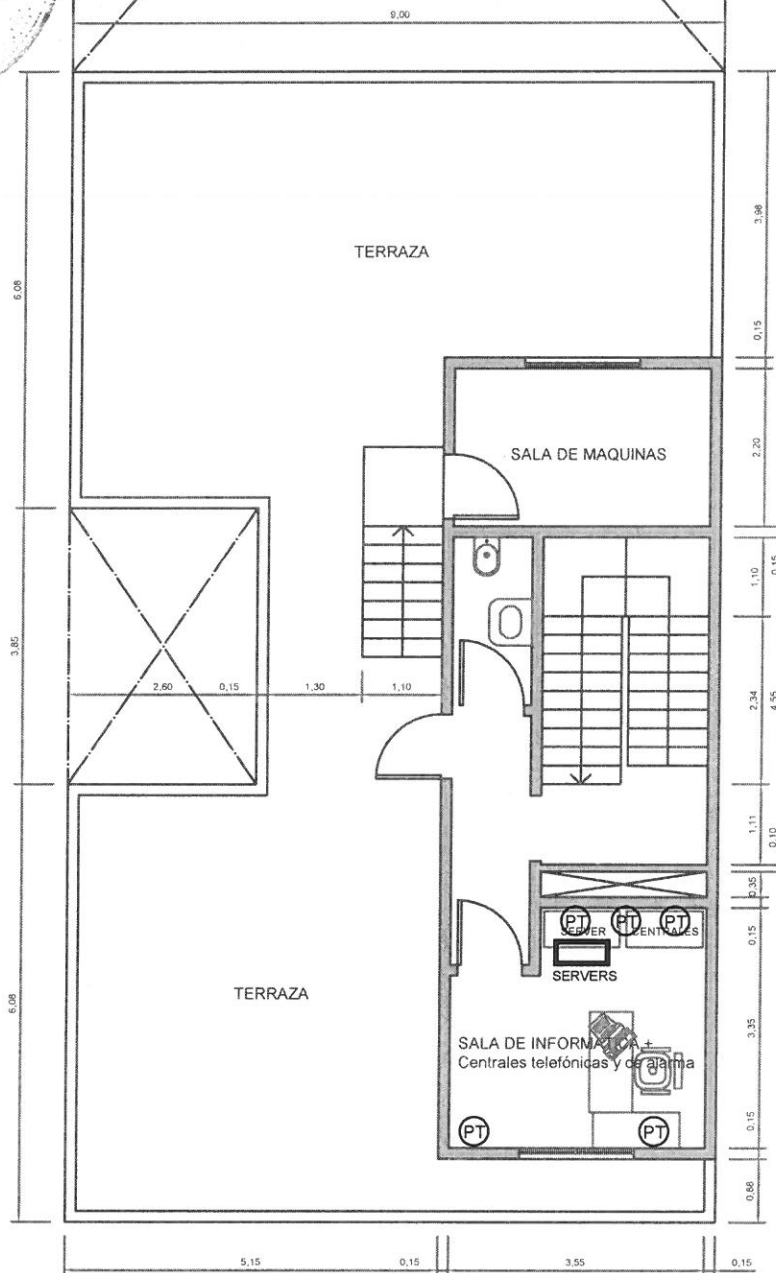 9,00
TERRAZA
6,08
3,98
0,15
SALA DE MAQUINAS
2,20
0,15
1,10
3,85
2,60
0,15
1,30
1,10
2,34
4,55
1,11
0,10
0,35
PT
PT
PT
SERVER
CENTRALES
0,15
SERVERS
TERRAZA
6,08
SALA DE INFORMATICA +
Centrales telefónicas y de alarma
3,35
PT
PT
0,15
0,88
5,15
0,15
3,55
0,15